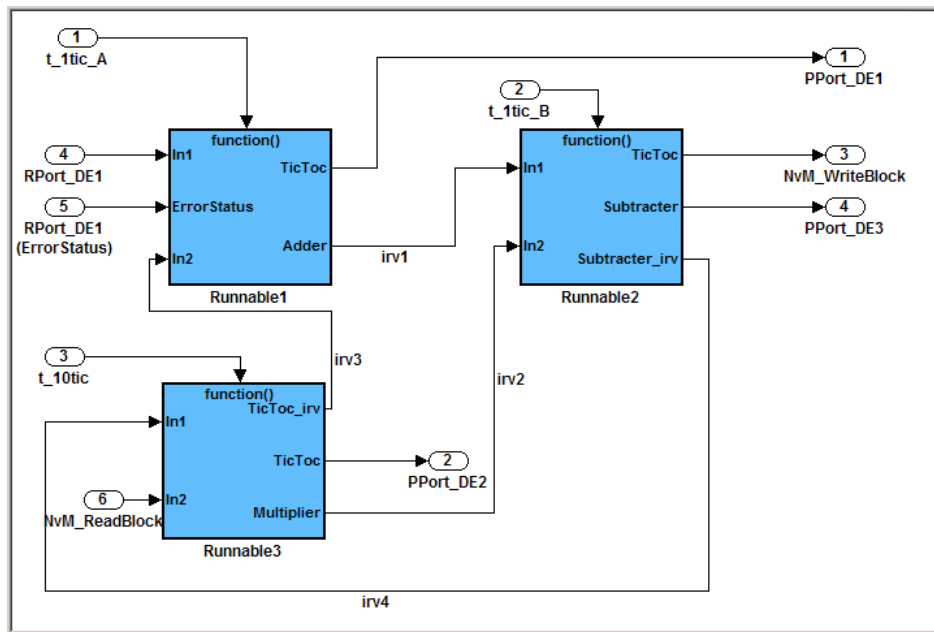 1
t_1tic_A
1
PPort_DE1
2
t_1tic_B
function()
In1
TicToc
ErrorStatus
Adder
In2
Runnable1
4
RPort_DE1
5
RPort_DE1
(ErrorStatus)
irv1
function()
In1
TicToc
Subtracter
In2
Subtracter_irv
Runnable2
3
NvM_WriteBlock
4
PPort_DE3
irv3
irv2
3
t_10tic
function()
TicToc_irv
In1
TicToc
In2
Multiplier
Runnable3
2
PPort_DE2
6
NvM_ReadBlock
irv4